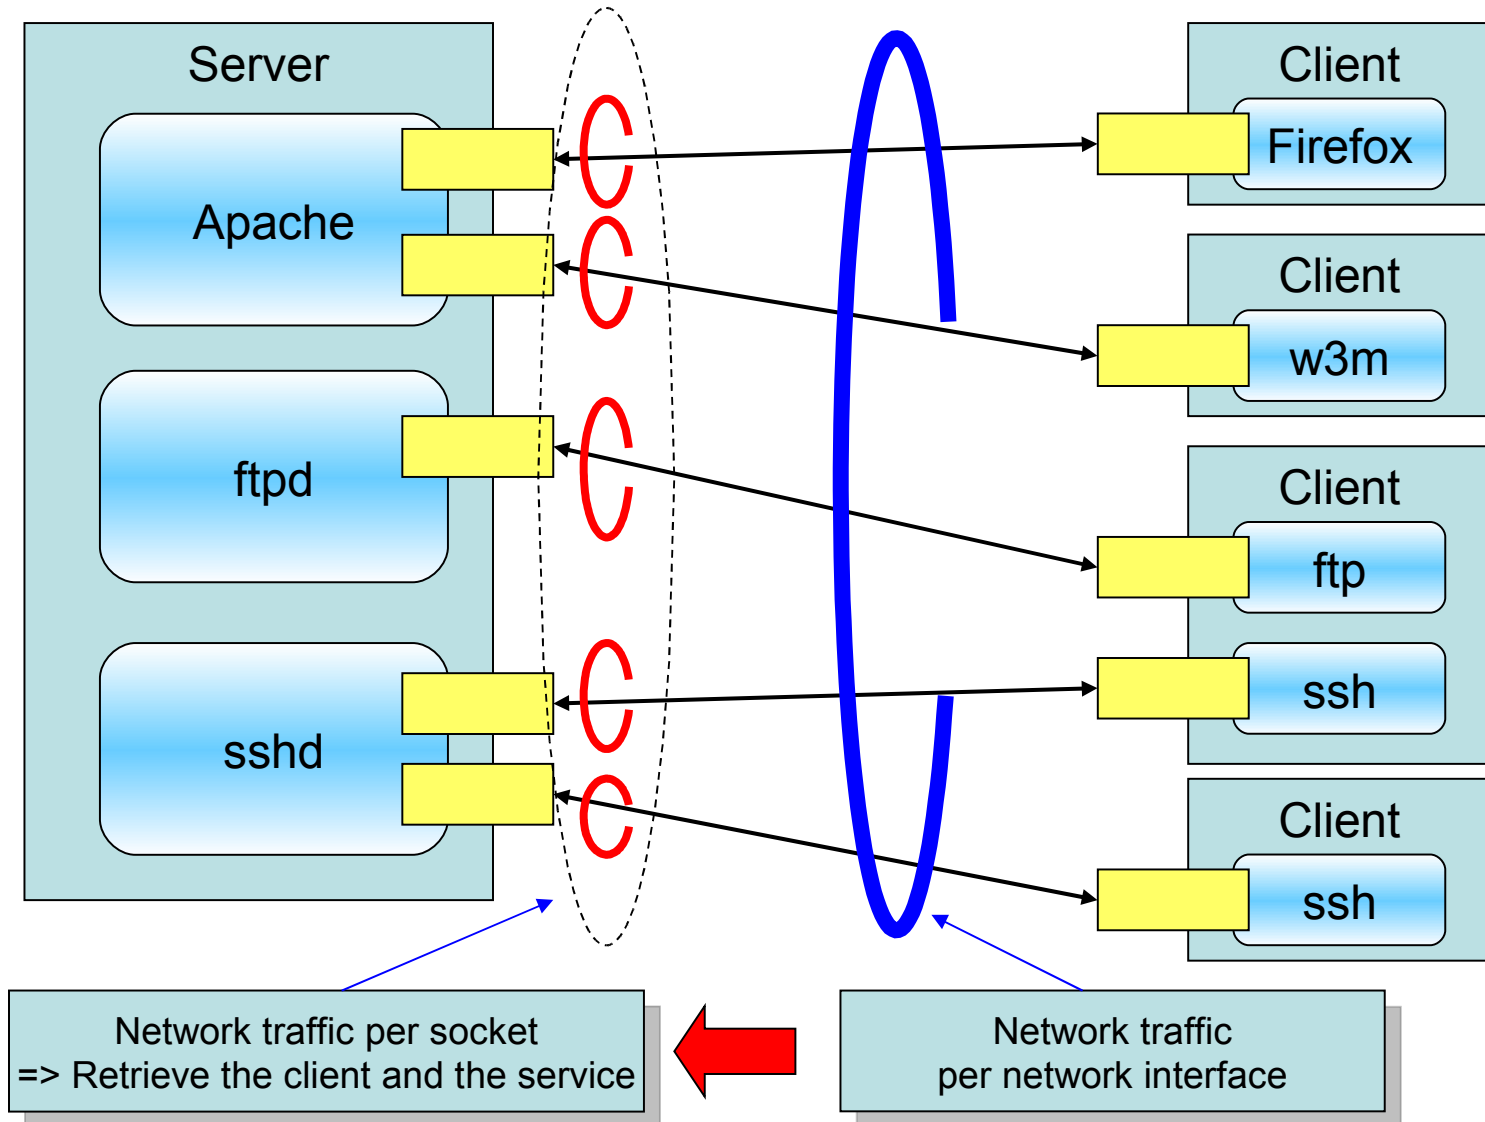 Server
Apache
ftpd
sshd
Client
Firefox
Client
w3m
Client
ftp
ssh
Client
ssh
Network traffic per socket
=> Retrieve the client and the service
Network traffic
per network interface